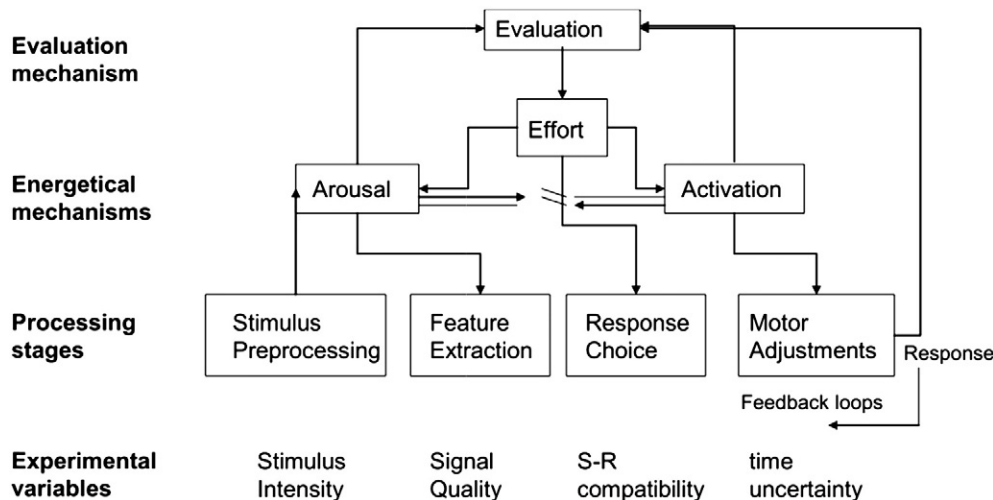 Evaluation
mechanism
Evaluation
Effort
Energetical
mechanisms
Arousal
Activation
Processing
stages
Stimulus
Preprocessing
Feature
Extraction
Response
Choice
Motor
Adjustments
Response
Feedback loops
Experimental
variables
Stimulus
Intensity
Signal
Quality
S-R
compatibility
time
uncertainty